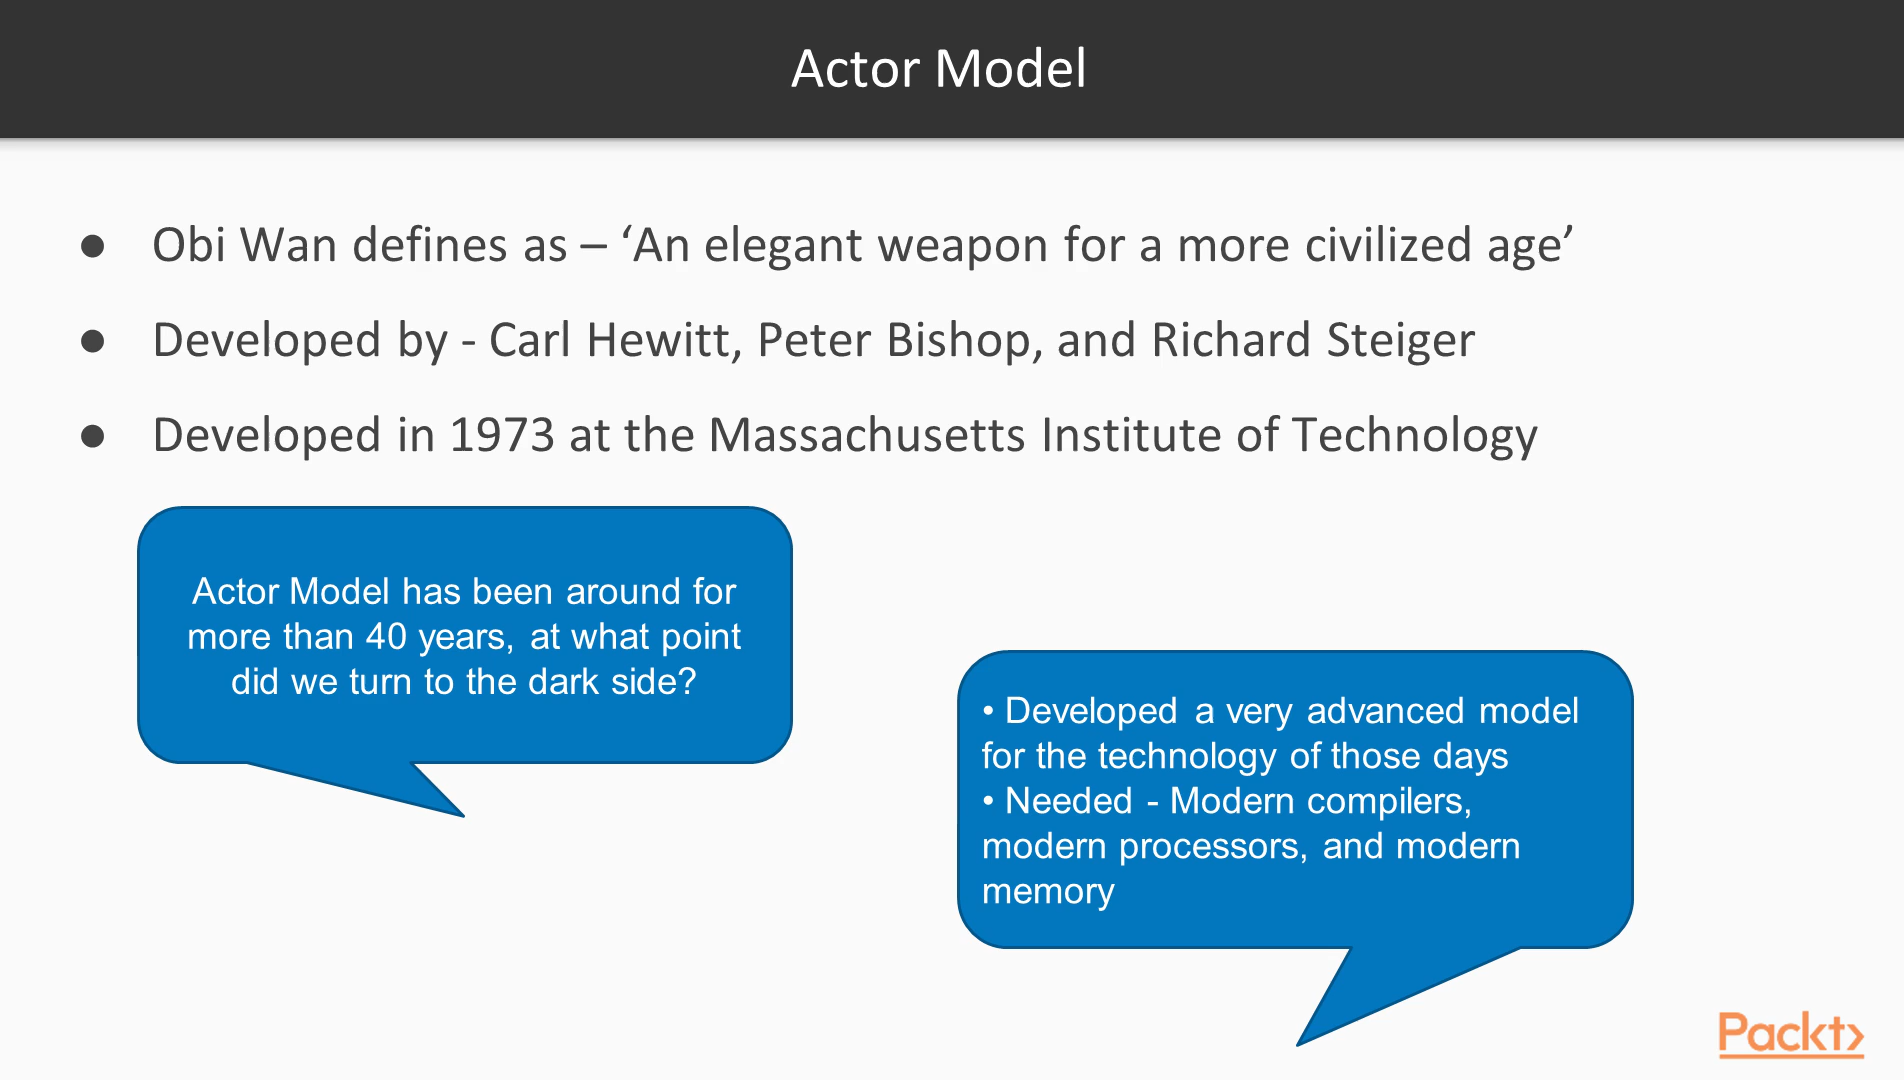 Actor Model
● Obi Wan defines as – ‘An elegant weapon for a more civilized age’
● Developed by - Carl Hewitt, Peter Bishop, and Richard Steiger
● Developed in 1973 at the Massachusetts Institute of Technology
Actor Model has been around for
more than 40 years, at what point
did we turn to the dark side?
• Developed a very advanced model
for the technology of those days
• Needed - Modern compilers,
modern processors, and modern
memory
Packt>